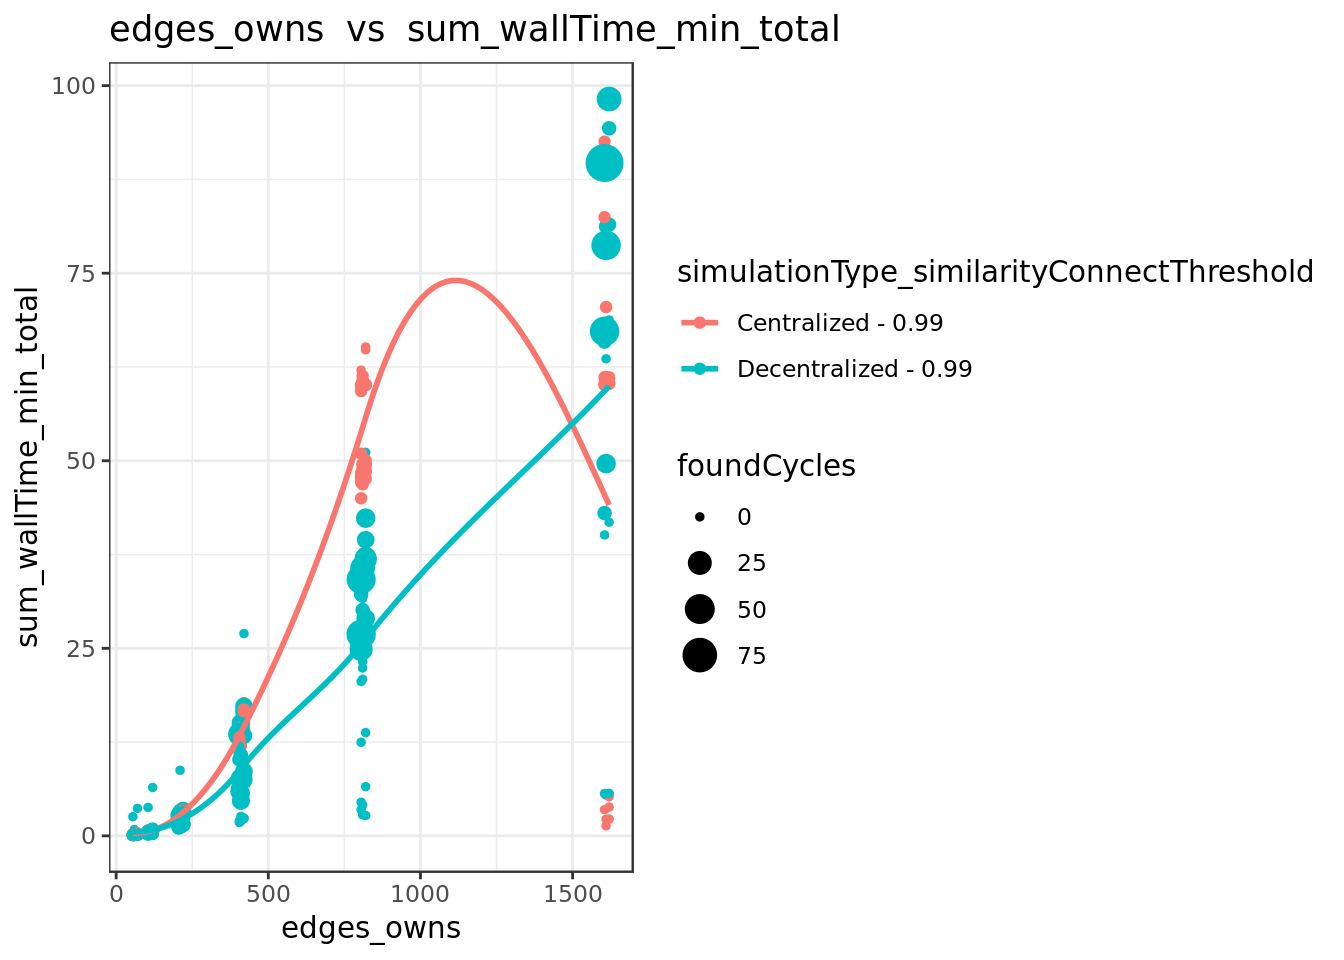 edges_owns  vs  sum_wallTime_min_total
100
75
50
25
0
sum_wallTime_min_total
0
500
1000
1500
edges_owns
simulationType_similarityConnectThreshold
Centralized - 0.99
Decentralized - 0.99
foundCycles
0
25
50
75